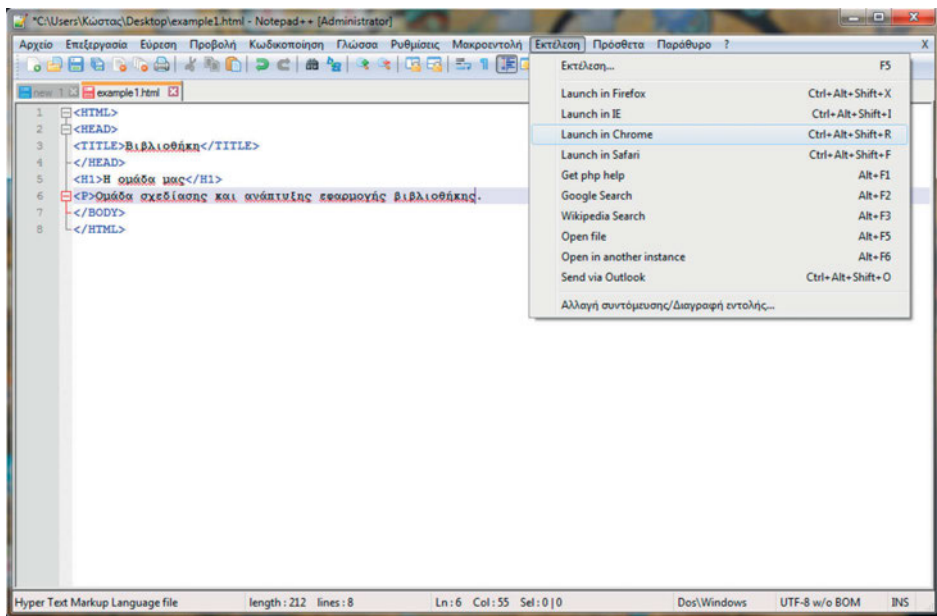 *C:\Users\Κώστας\Desktop\example1.html - Notepad++ [Administrator]
Αρχείο Επεξεργασία Εύρεση Προβολή Κωδικοποίηση Γλώσσα Ρυθμίσεις Μακροεντολή Εκτέλεση Πρόσθετα Παράθυρο ? X
new 1 example1.html
1 <HTML>
2 <HEAD>
3 <TITLE>Βιβλιοθήκη</TITLE>
4 </HEAD>
5 <H1>Η ομάδα μας</H1>
6 <P>Ομάδα σχεδίασης και ανάπτυξης εφαρμογής βιβλιοθήκης.
7 </BODY>
8 </HTML>
Εκτέλεση... F5
Launch in Firefox Ctrl+Alt+Shift+X
Launch in IE Ctrl+Alt+Shift+I
Launch in Chrome Ctrl+Alt+Shift+R
Launch in Safari Ctrl+Alt+Shift+F
Get php help Alt+F1
Google Search Alt+F2
Wikipedia Search Alt+F3
Open file Alt+F5
Open in another instance Alt+F6
Send via Outlook Ctrl+Alt+Shift+O
Αλλαγή συντόμευσης/Διαγραφή εντολής...
Hyper Text Markup Language file length : 212 lines : 8 Ln : 6 Col : 55 Sel : 0 | 0 Dos\Windows UTF-8 w/o BOM INS